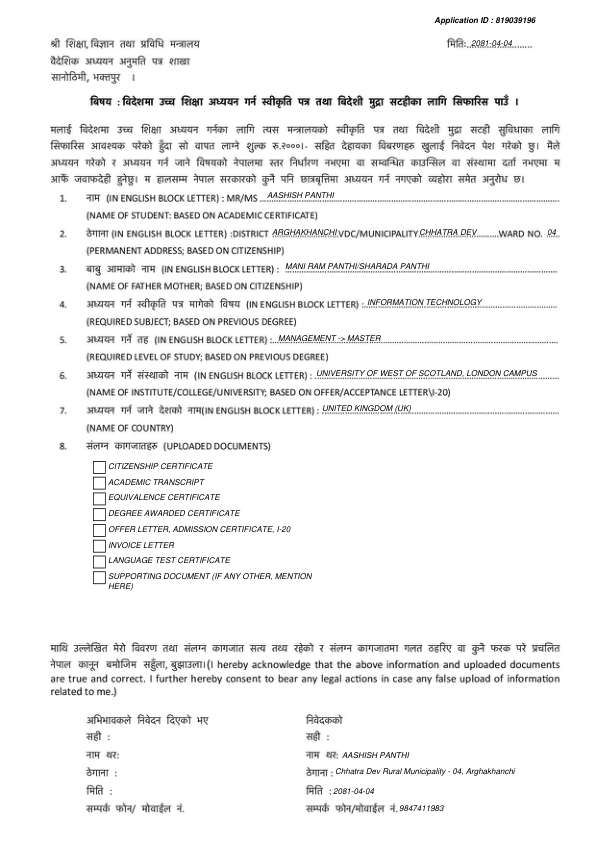 Application ID : 819039196
श्री शिक्षा, विज्ञान तथा प्रविधि मन्त्रालय
मितिः 2081-04-04
वैदेशिक अध्ययन अनुमति पत्र शाखा
सानोठिमी, भक्तपुर ।
बिषय : विदेशमा उच्च शिक्षा अध्ययन गर्न स्वीकृति पत्र तथा बिदेशी मुद्रा सटहीका लागि सिफारिस पाउँ ।
मलाई विदेशमा उच्च शिक्षा अध्ययन गर्नका लागि त्यस मन्त्रालयको स्वीकृति पत्र तथा विदेशी मुद्रा सटही सुविधाका लागि
सिफारिस आवश्यक परेको हुँदा सो वापत लाग्ने शुल्क रु.२०००।- सहित देहायका बिबरणहरु खुलाई निवेदन पेश गरेको छु। मैले
अध्ययन गरेको र अध्ययन गर्न जाने विषयको नेपालमा स्तर निर्धारण नभएमा वा सम्वन्धित काउन्सिल वा संस्थामा दर्ता नभएमा म
आफैँ जवाफदेही हुनेछु। म हालसम्म नेपाल सरकारको कुनै पनि छात्रबृत्तिमा अध्ययन गर्न नगएको व्यहोरा समेत अनुरोध छ।
1. नाम (IN ENGLISH BLOCK LETTER) : MR/MS AASHISH PANTHI
(NAME OF STUDENT: BASED ON ACADEMIC CERTIFICATE)
2. ठेगाना (IN ENGLISH BLOCK LETTER) :DISTRICT ARGHAKHANCHI VDC/MUNICIPALITY CHHATRA DEV WARD NO. 04
(PERMANENT ADDRESS; BASED ON CITIZENSHIP)
3. बाबु आमाको नाम (IN ENGLISH BLOCK LETTER) : MANI RAM PANTHI/SHARADA PANTHI
(NAME OF FATHER MOTHER; BASED ON CITIZENSHIP)
4. अध्ययन गर्न स्वीकृति पत्र मागेको विषय (IN ENGLISH BLOCK LETTER) : INFORMATION TECHNOLOGY
(REQUIRED SUBJECT; BASED ON PREVIOUS DEGREE)
5. अध्ययन गर्ने तह (IN ENGLISH BLOCK LETTER) : MANAGEMENT -> MASTER
(REQUIRED LEVEL OF STUDY; BASED ON PREVIOUS DEGREE)
6. अध्ययन गर्ने संस्थाको नाम (IN ENGLISH BLOCK LETTER) : UNIVERSITY OF WEST OF SCOTLAND, LONDON CAMPUS
(NAME OF INSTITUTE/COLLEGE/UNIVERSITY; BASED ON OFFER/ACCEPTANCE LETTER\I-20)
7. अध्ययन गर्न जाने देशको नाम(IN ENGLISH BLOCK LETTER) : UNITED KINGDOM (UK)
(NAME OF COUNTRY)
8. संलग्न कागजातहरु (UPLOADED DOCUMENTS)
CITIZENSHIP CERTIFICATE
ACADEMIC TRANSCRIPT
EQUIVALENCE CERTIFICATE
DEGREE AWARDED CERTIFICATE
OFFER LETTER, ADMISSION CERTIFICATE, I-20
INVOICE LETTER
LANGUAGE TEST CERTIFICATE
SUPPORTING DOCUMENT (IF ANY OTHER, MENTION
HERE)
माथि उल्लेखित मेरो विवरण तथा संलग्न कागजात सत्य तथ्य रहेको र संलग्न कागजातमा गलत ठहरिए वा कुनै फरक परे प्रचलित
नेपाल कानून बमोजिम सहुँला, बुझाउला।(I hereby acknowledge that the above information and uploaded documents
are true and correct. I further hereby consent to bear any legal actions in case any false upload of information
related to me.)
अभिभावकले निवेदन दिएको भए
निवेदकको
सही :
सही :
नाम थर:
नाम थर: AASHISH PANTHI
ठेगाना :
ठेगाना : Chhatra Dev Rural Municipality - 04, Arghakhanchi
मिति :
मिति : 2081-04-04
सम्पर्क फोन/ मोवाईल नं.
सम्पर्क फोन/मोवाईल नं. 9847411983